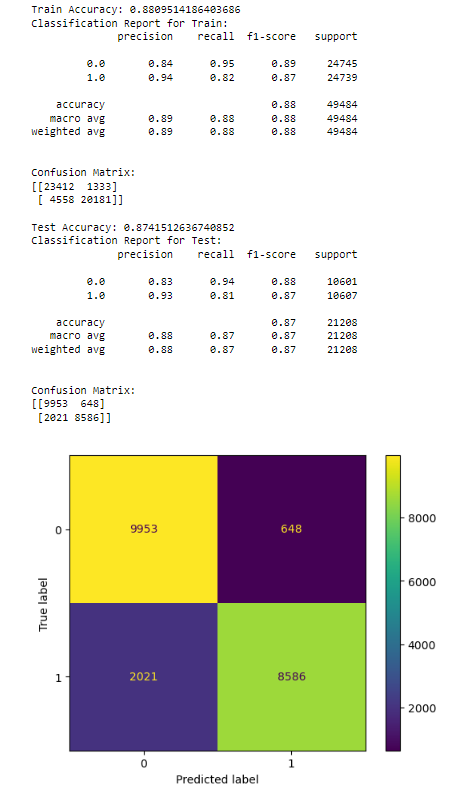 Train Accuracy: 0.8809514186403686
Classification Report for Train:
precision recall f1-score support
0.0 0.84 0.95 0.89 24745
1.0 0.94 0.82 0.87 24739
accuracy 0.88 49484
macro avg 0.89 0.88 0.88 49484
weighted avg 0.89 0.88 0.88 49484
Confusion Matrix:
[[23412 1333]
[ 4558 20181]]
Test Accuracy: 0.8741512636740852
Classification Report for Test:
precision recall f1-score support
0.0 0.83 0.94 0.88 10601
1.0 0.93 0.81 0.87 10607
accuracy 0.87 21208
macro avg 0.88 0.87 0.87 21208
weighted avg 0.88 0.87 0.87 21208
Confusion Matrix:
[[9953 648]
[2021 8586]]
True label
0
1
9953 648
2021 8586
0 1
Predicted label
8000
6000
4000
2000